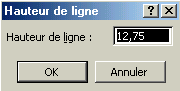 Hauteur de ligne
Hauteur de ligne : 12,75
OK Annuler